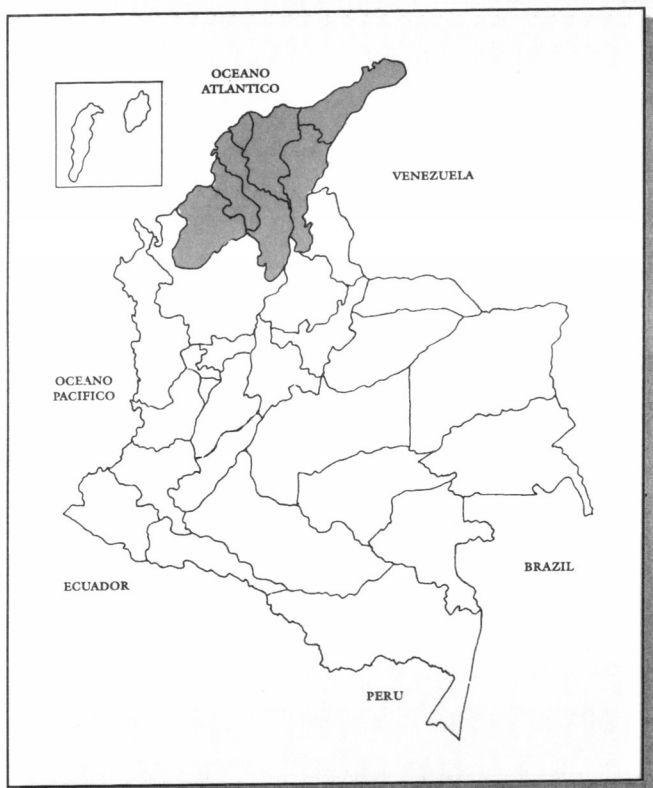 OCEANO
ATLANTICO
VENEZUELA
OCEANO
PACIFICO
ECUADOR
BRAZIL
PERU